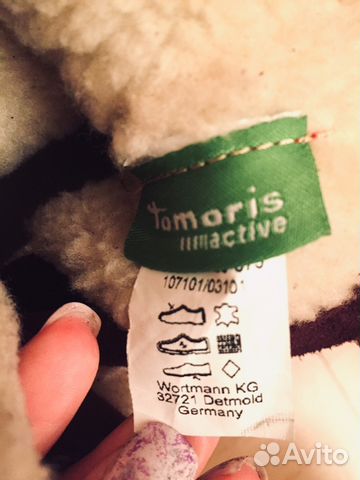 Tamaris
active
107101/03101
Wortmann KG
32721 Detmold
Germany
Avito